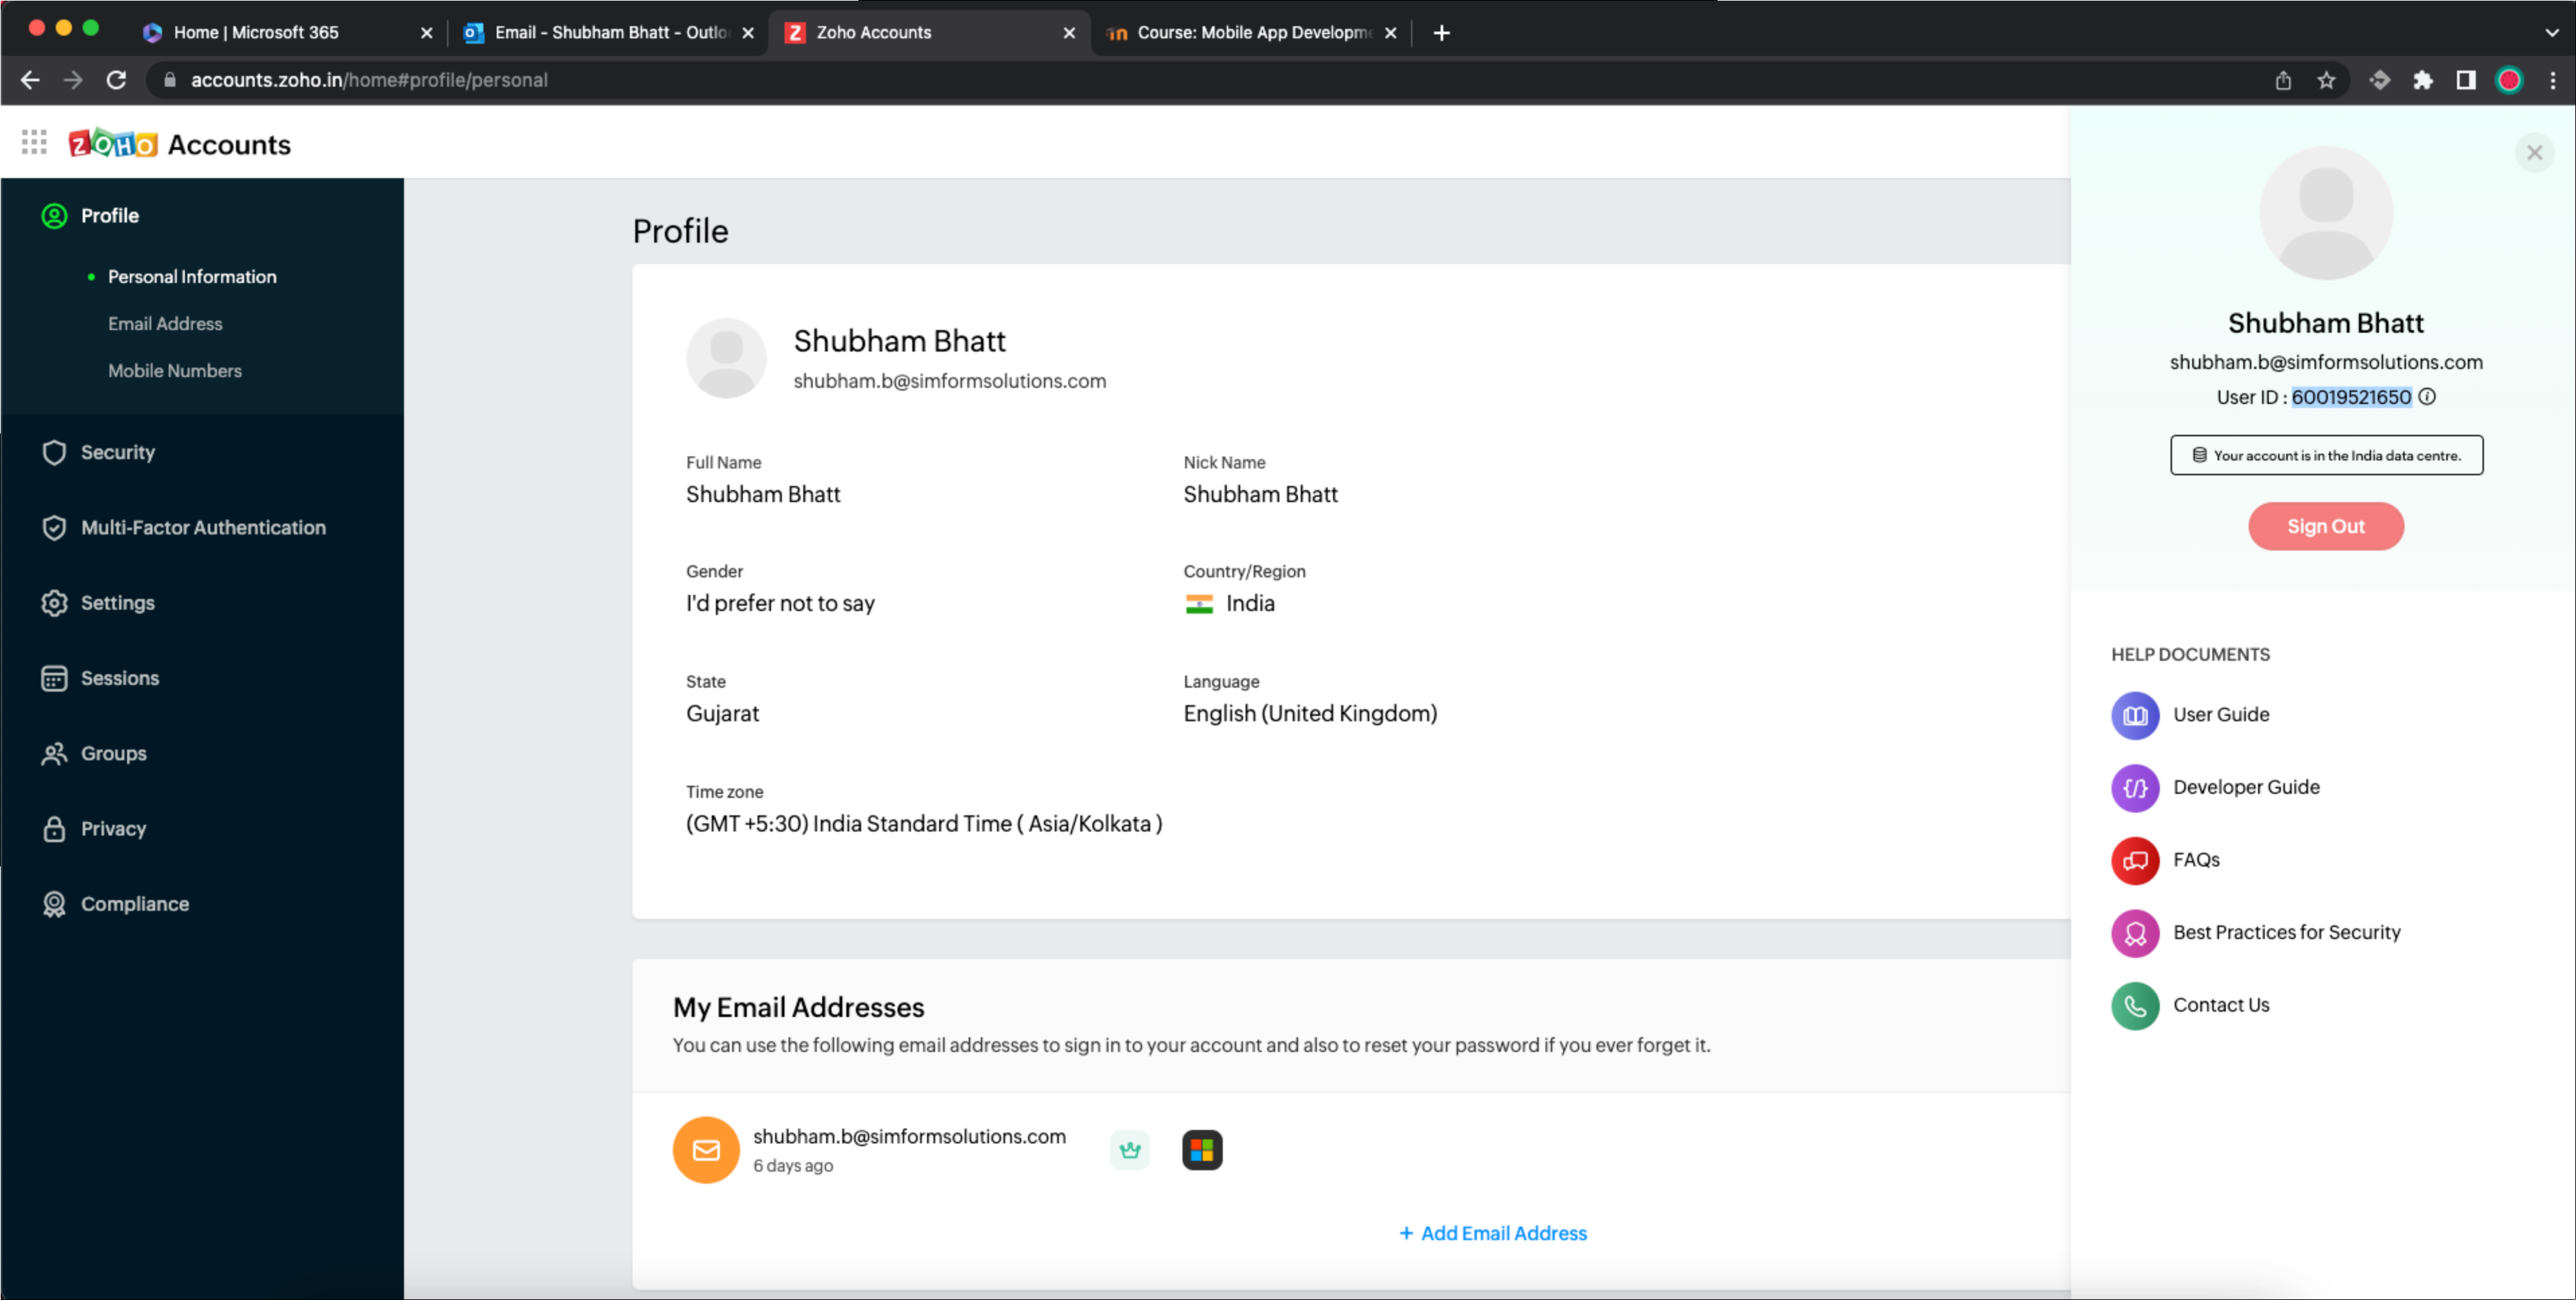 Home | Microsoft 365
Email - Shubham Bhatt - Outlo
Zoho Accounts
Course: Mobile App Developme
accounts.zoho.in/home#profile/personal
ZOHO Accounts
Profile
Personal Information
Email Address
Mobile Numbers
Security
Multi-Factor Authentication
Settings
Sessions
Groups
Privacy
Compliance
Profile
Shubham Bhatt
shubham.b@simformsolutions.com
Full Name
Shubham Bhatt
Nick Name
Shubham Bhatt
Gender
I'd prefer not to say
Country/Region
India
State
Gujarat
Language
English (United Kingdom)
Time zone
(GMT +5:30) India Standard Time ( Asia/Kolkata )
My Email Addresses
You can use the following email addresses to sign in to your account and also to reset your password if you ever forget it.
shubham.b@simformsolutions.com
6 days ago
+ Add Email Address
Shubham Bhatt
shubham.b@simformsolutions.com
User ID : 60019521650
Your account is in the India data centre.
Sign Out
HELP DOCUMENTS
User Guide
Developer Guide
FAQs
Best Practices for Security
Contact Us